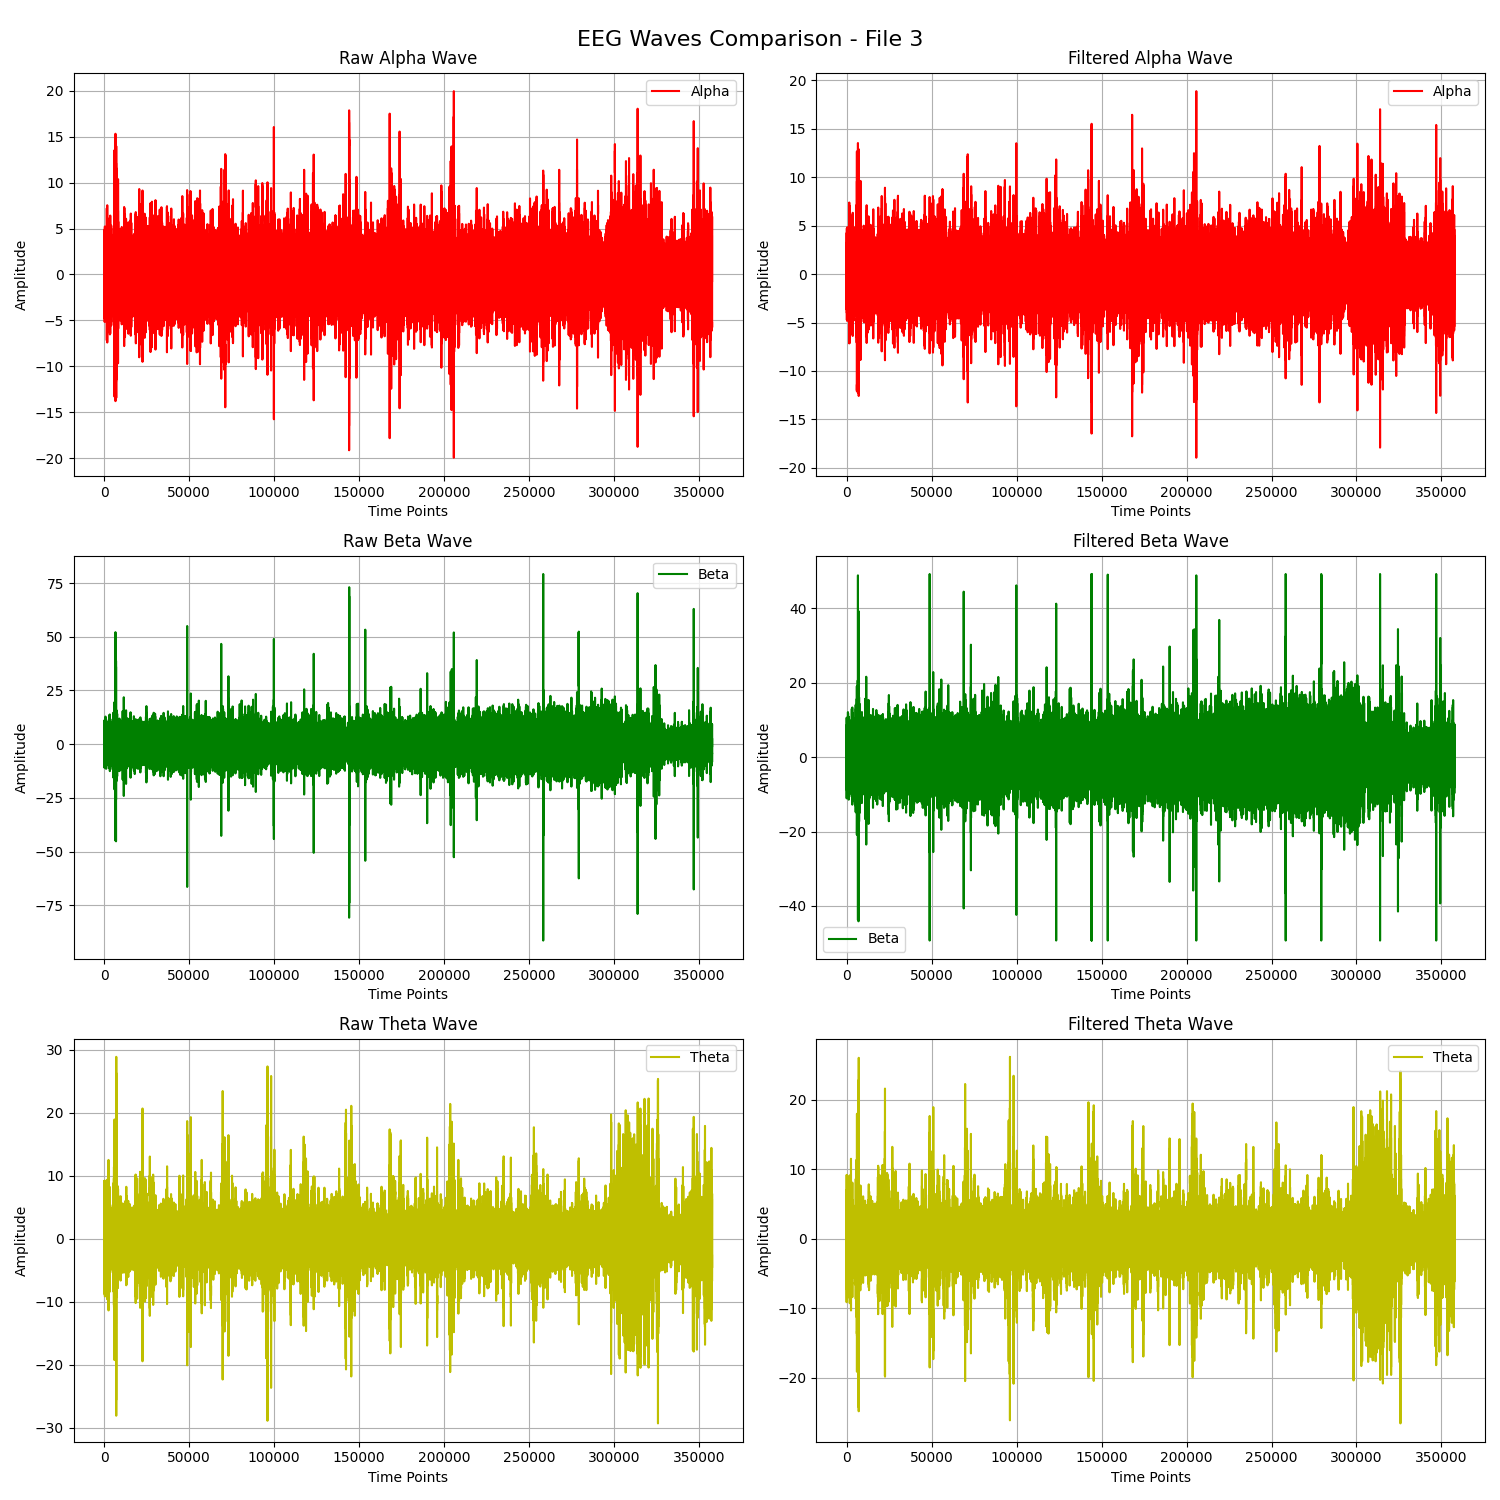 EEG Waves Comparison - File 3
Raw Alpha Wave
Alpha
Amplitude
20
15
10
5
0
−5
−10
−15
−20
0 50000 100000 150000 200000 250000 300000 350000
Time Points
Filtered Alpha Wave
Alpha
Amplitude
20
15
10
5
0
−5
−10
−15
−20
0 50000 100000 150000 200000 250000 300000 350000
Time Points
Raw Beta Wave
Beta
Amplitude
75
50
25
0
−25
−50
−75
0 50000 100000 150000 200000 250000 300000 350000
Time Points
Filtered Beta Wave
Amplitude
40
20
0
−20
−40
Beta
0 50000 100000 150000 200000 250000 300000 350000
Time Points
Raw Theta Wave
Theta
Amplitude
30
20
10
0
−10
−20
−30
0 50000 100000 150000 200000 250000 300000 350000
Time Points
Filtered Theta Wave
Theta
Amplitude
20
10
0
−10
−20
0 50000 100000 150000 200000 250000 300000 350000
Time Points